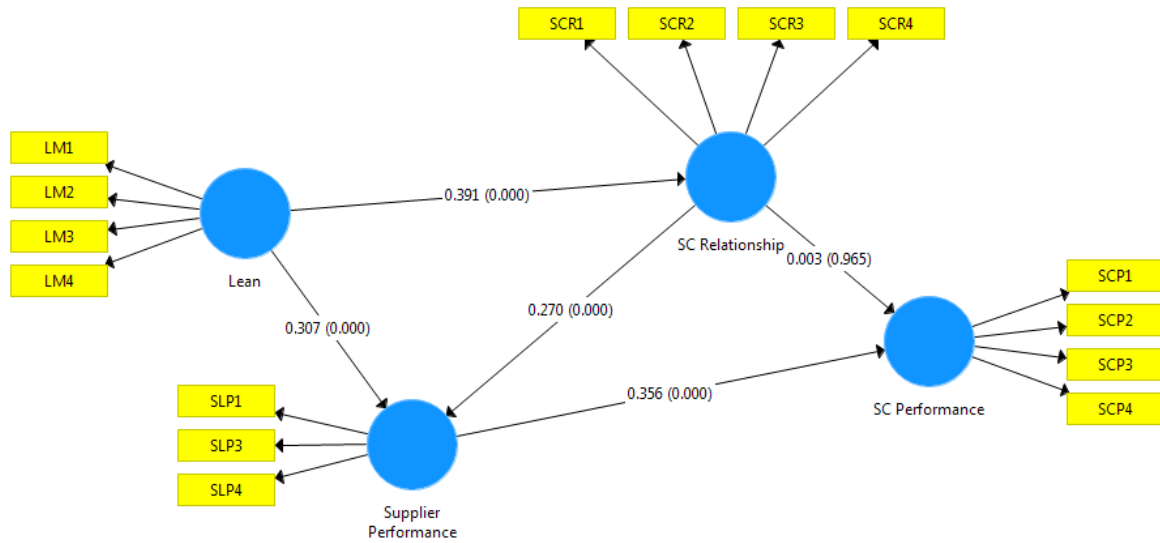 SCR1
SCR2
SCR3
SCR4
LM1
LM2
LM3
LM4
Lean
0.391 (0.000)
SC Relationship
0.003 (0.965)
0.307 (0.000)
0.270 (0.000)
SCP1
SCP2
SCP3
SCP4
SC Performance
0.356 (0.000)
SLP1
SLP3
SLP4
Supplier
Performance